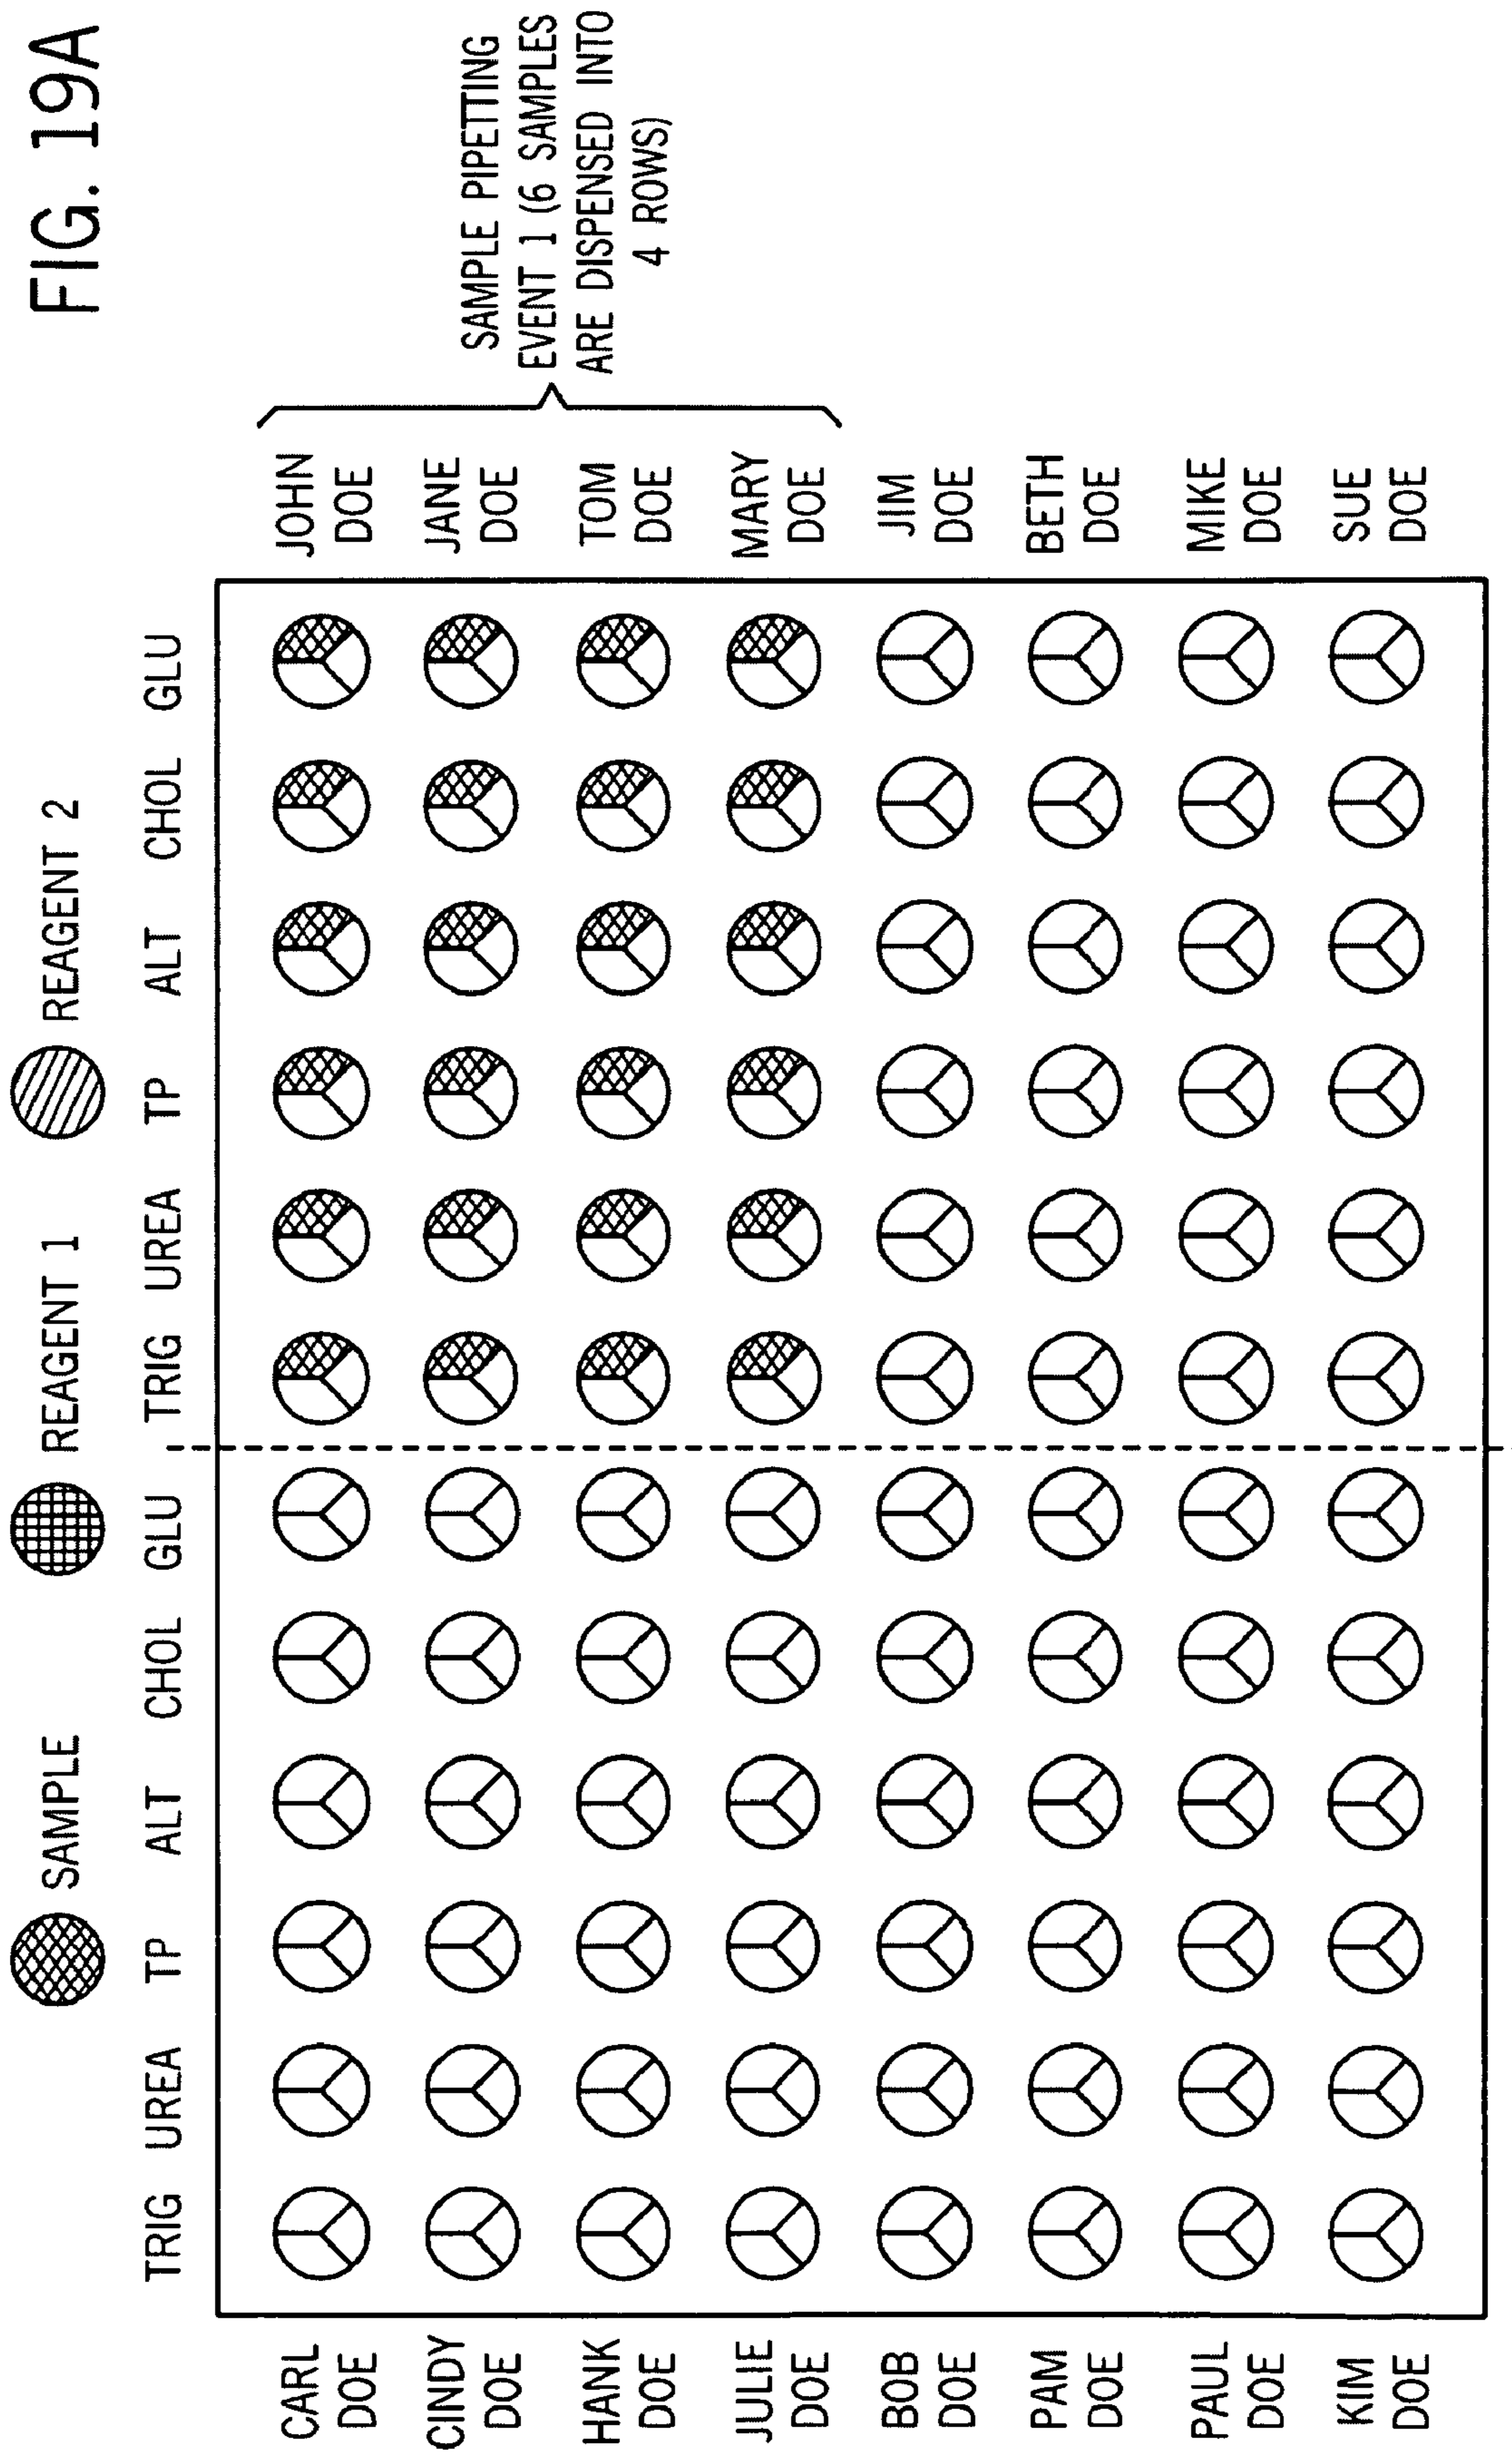 FIG. 19A
SAMPLE
REAGENT 1
REAGENT 2
TRIG UREA TP ALT CHOL GLU TRIG UREA TP ALT CHOL GLU
CARL
DOE
CINDY
DOE
HANK
DOE
JULIE
DOE
BOB
DOE
PAM
DOE
PAUL
DOE
KIM
DOE
JOHN
DOE
JANE
DOE
TOM
DOE
MARY
DOE
JIM
DOE
BETH
DOE
MIKE
DOE
SUE
DOE
SAMPLE PIPETTING
EVENT 1 (6 SAMPLES
ARE DISPENSED INTO
4 ROWS)